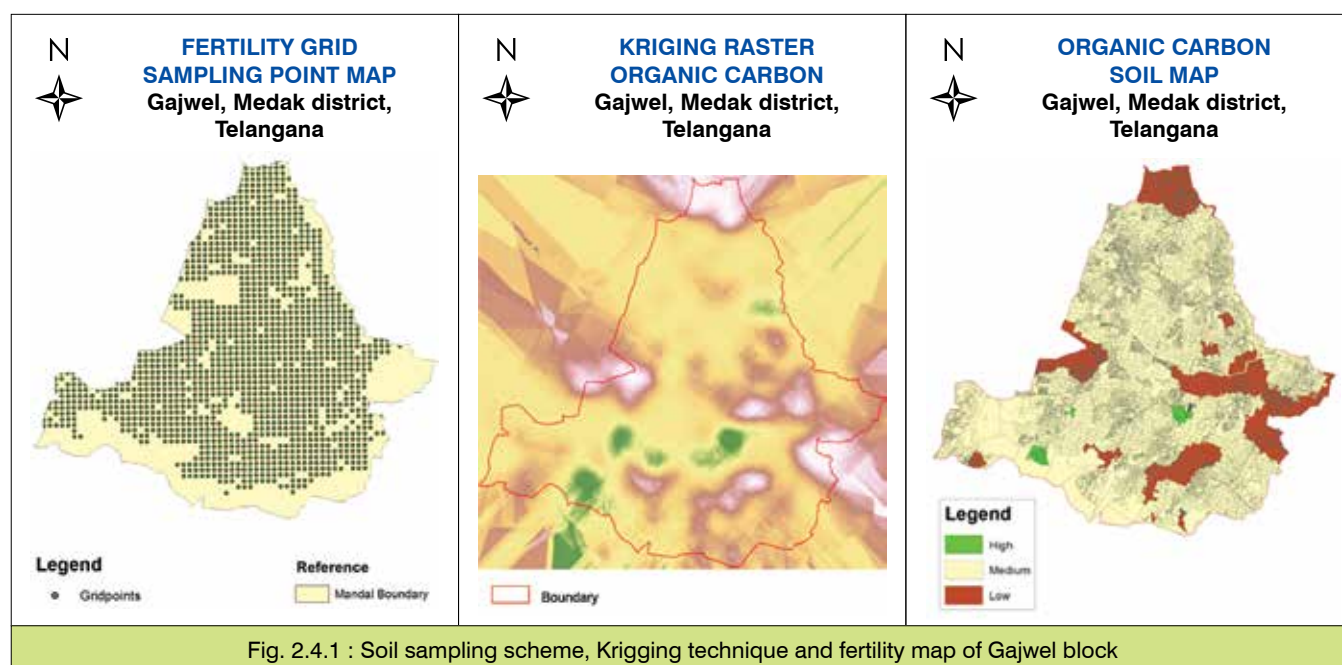 N
FERTILITY GRID
SAMPLING POINT MAP
Gajwel, Medak district,
Telangana
Legend
Gridpoints
Reference
Mandal Boundary
N
KRIGING RASTER
ORGANIC CARBON
Gajwel, Medak district,
Telangana
Boundary
N
ORGANIC CARBON
SOIL MAP
Gajwel, Medak district,
Telangana
Legend
High
Medium
Low
Fig. 2.4.1 : Soil sampling scheme, Krigging technique and fertility map of Gajwel block